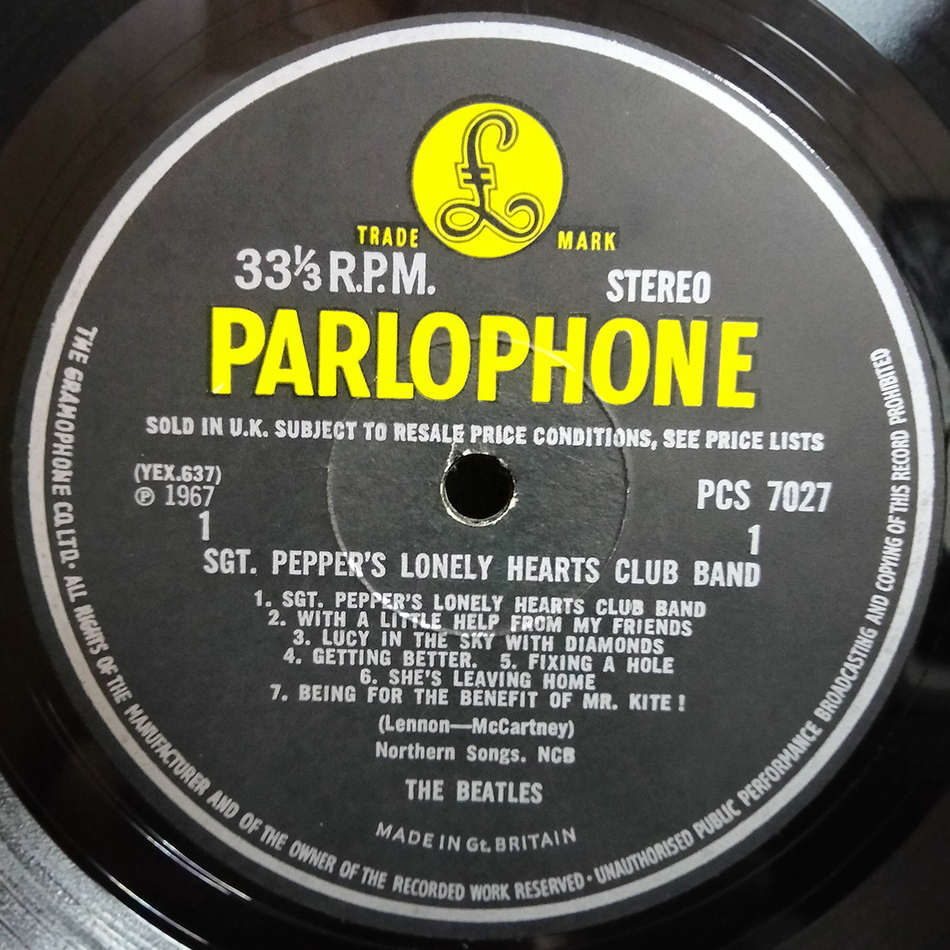 £
TRADE MARK
33⅓ R.P.M. STEREO
PARLOPHONE
SOLD IN U.K. SUBJECT TO RESALE PRICE CONDITIONS, SEE PRICE LISTS
(YEX.637)
℗ 1967 PCS 7027
1 1
SGT. PEPPER'S LONELY HEARTS CLUB BAND
1. SGT. PEPPER'S LONELY HEARTS CLUB BAND
2. WITH A LITTLE HELP FROM MY FRIENDS
3. LUCY IN THE SKY WITH DIAMONDS
4. GETTING BETTER. 5. FIXING A HOLE
6. SHE'S LEAVING HOME
7. BEING FOR THE BENEFIT OF MR. KITE!
(Lennon—McCartney)
Northern Songs. NCB
THE BEATLES
MADE IN Gt. BRITAIN
THE GRAMOPHONE CO. LTD. · ALL RIGHTS OF THE MANUFACTURER AND OF THE OWNER OF THE RECORDED WORK RESERVED · UNAUTHORISED PUBLIC PERFORMANCE BROADCASTING AND COPYING OF THIS RECORD PROHIBITED